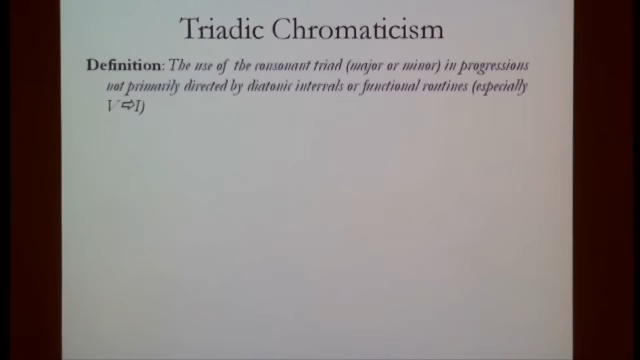 Triadic Chromaticism
Definition: The use of the consonant triad (major or minor) in progressions
not primarily directed by diatonic intervals or functional routines (especially
V⇨I)